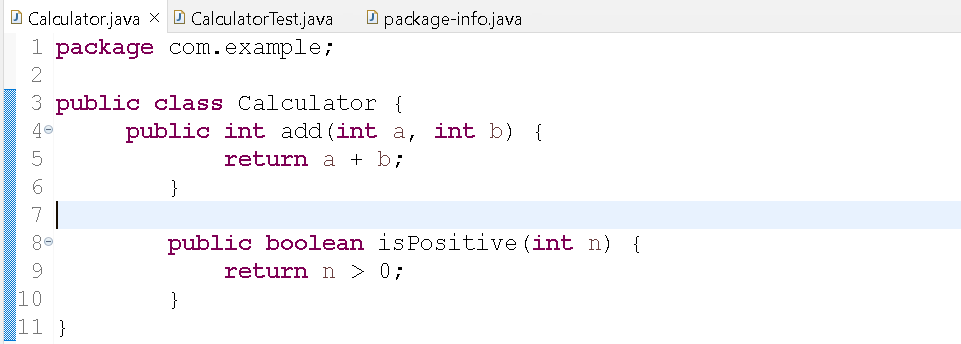 Calculator.java CalculatorTest.java package-info.java
1 package com.example;
2
3 public class Calculator {
4 public int add(int a, int b) {
5 return a + b;
6 }
7
8 public boolean isPositive(int n) {
9 return n > 0;
10 }
11 }